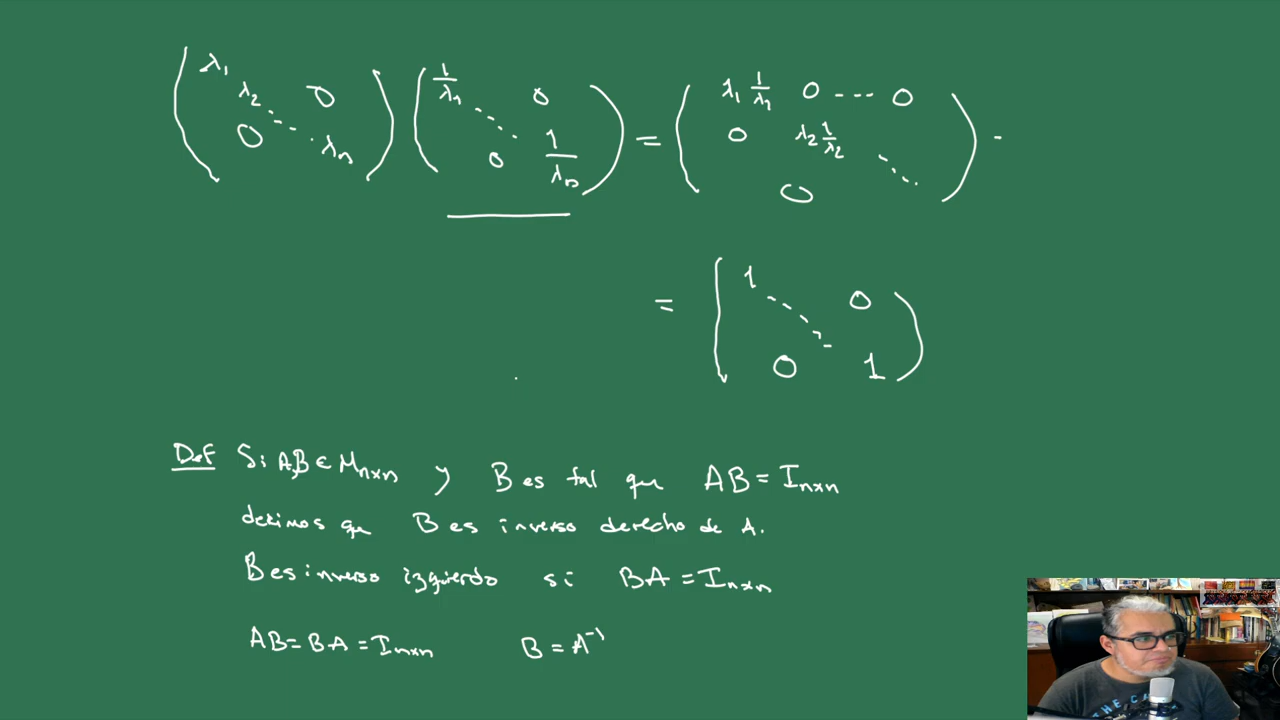 ( λ₁ λ₂ ⋱ λₙ 0 0 ) ( 1/λ₁ ⋱ 1/λₙ 0 0 ) = ( λ₁ 1/λ₁ 0 --- 0 -
0 λ₂ 1/λ₂ ⋱
0 )
= ( 1 ⋱ 0
0 1 )
Def Si A,B ∈ Mₙₓₙ y B es tal que AB = Iₙₓₙ
decimos que B es inverso derecho de A.
B es inverso izquierdo si BA = Iₙₓₙ
AB = BA = Iₙₓₙ B = A⁻¹
THE CA